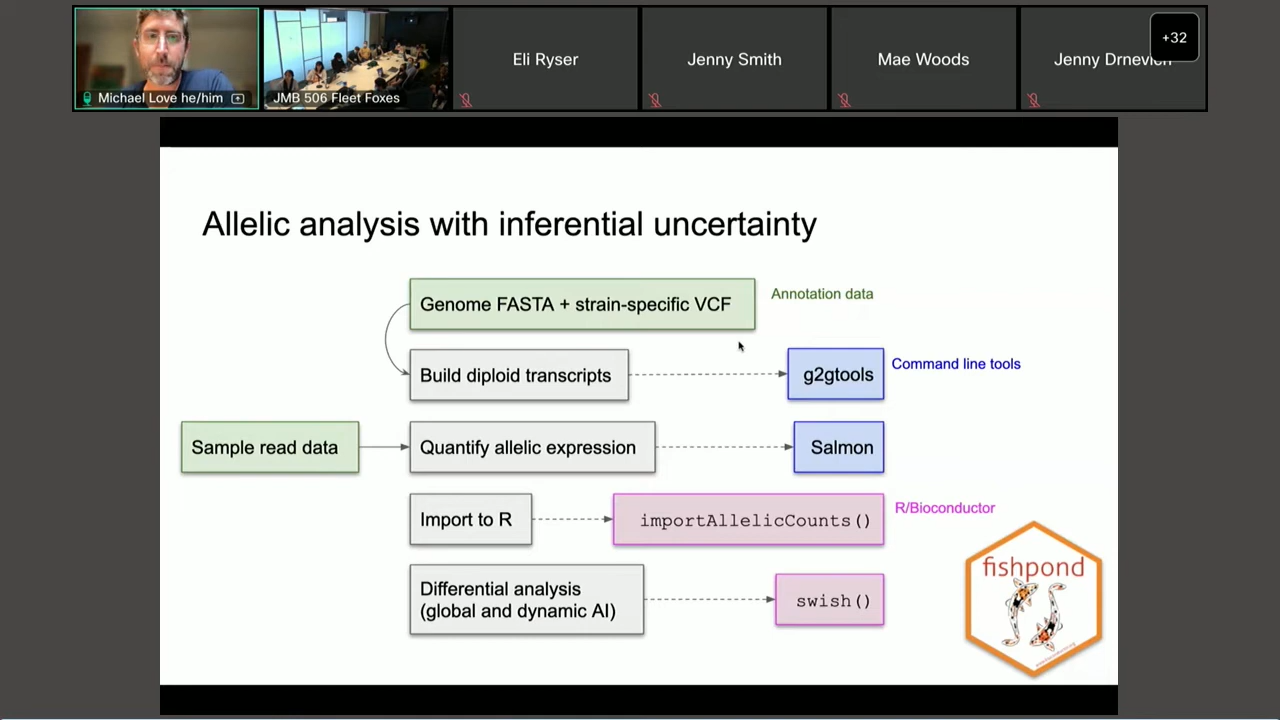 Michael Love he/him
JMB 506 Fleet Foxes
Eli Ryser
Jenny Smith
Mae Woods
Jenny Drnevich
+32
Allelic analysis with inferential uncertainty
Genome FASTA + strain-specific VCF
Annotation data
Build diploid transcripts
g2gtools
Command line tools
Sample read data
Quantify allelic expression
Salmon
Import to R
importAllelicCounts()
R/Bioconductor
Differential analysis
(global and dynamic AI)
swish()
fishpond